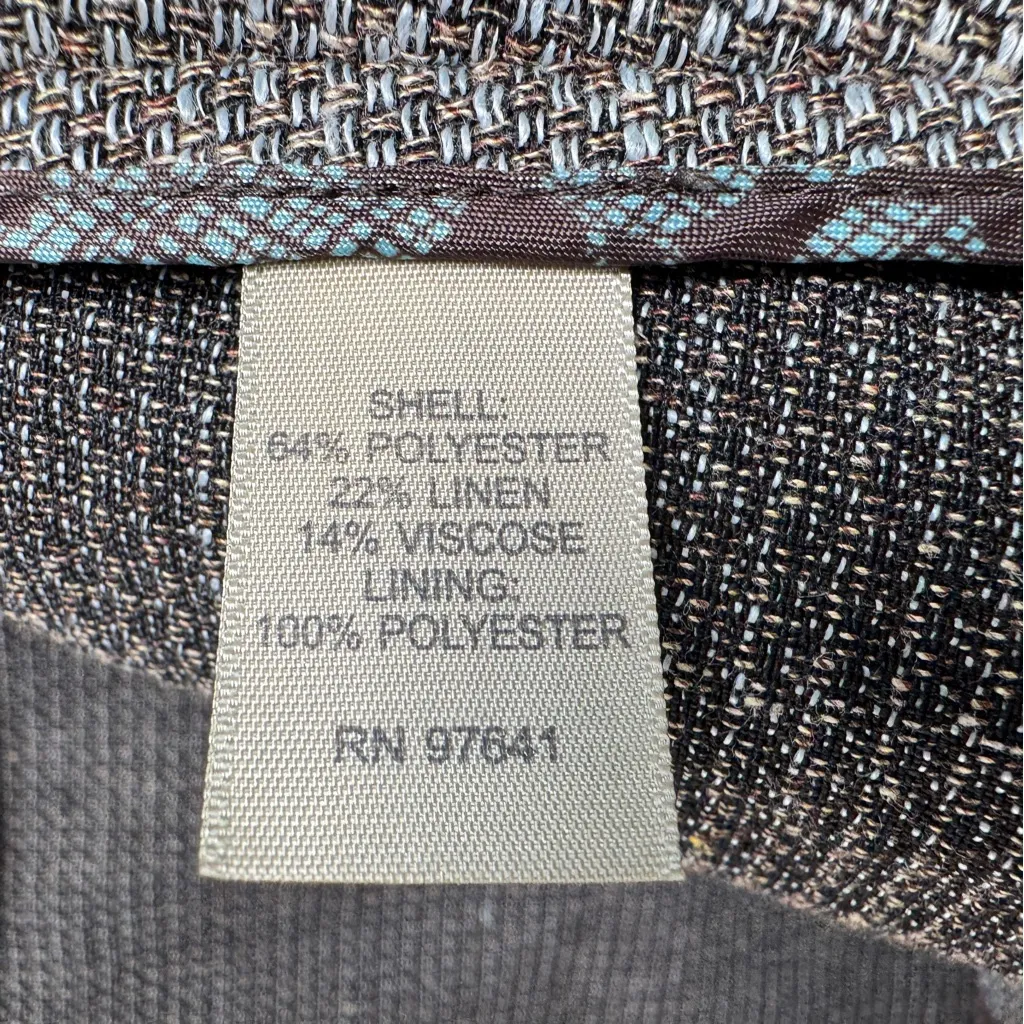 SHELL:
64% POLYESTER
22% LINEN
14% VISCOSE
LINING:
100% POLYESTER
RN 97641